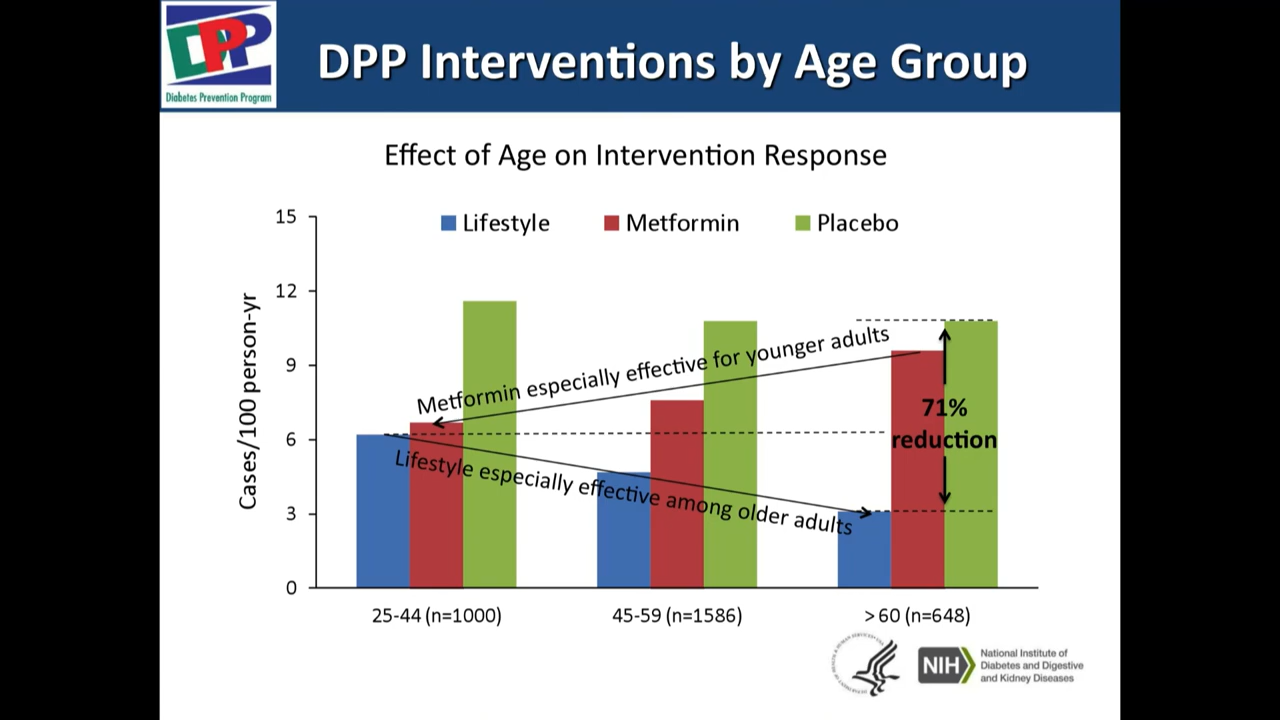 DPP
Diabetes Prevention Program
DPP Interventions by Age Group
Effect of Age on Intervention Response
Lifestyle Metformin Placebo
Cases/100 person-yr
15
12
9
6
3
0
Metformin especially effective for younger adults
Lifestyle especially effective among older adults
71%
reduction
25-44 (n=1000) 45-59 (n=1586) >60 (n=648)
NIH
National Institute of
Diabetes and Digestive
and Kidney Diseases